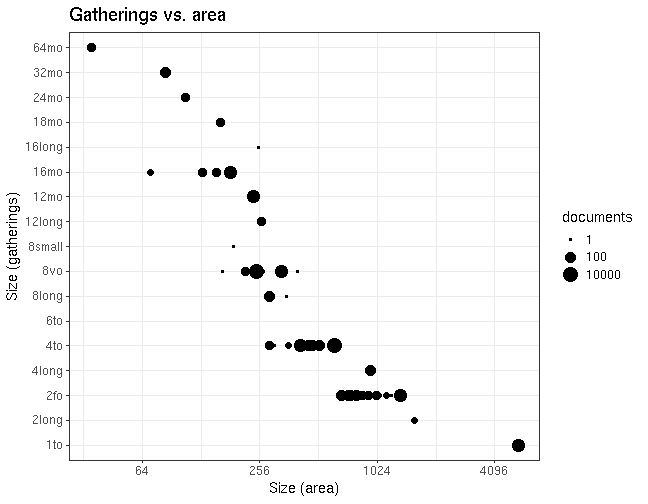 Gatherings vs. area
Size (gatherings)
64mo
32mo
24mo
18mo
16long
16mo
12mo
12long
8small
8vo
8long
6to
4to
4long
2fo
2long
1to
64 256 1024 4096
Size (area)
documents
1
100
10000